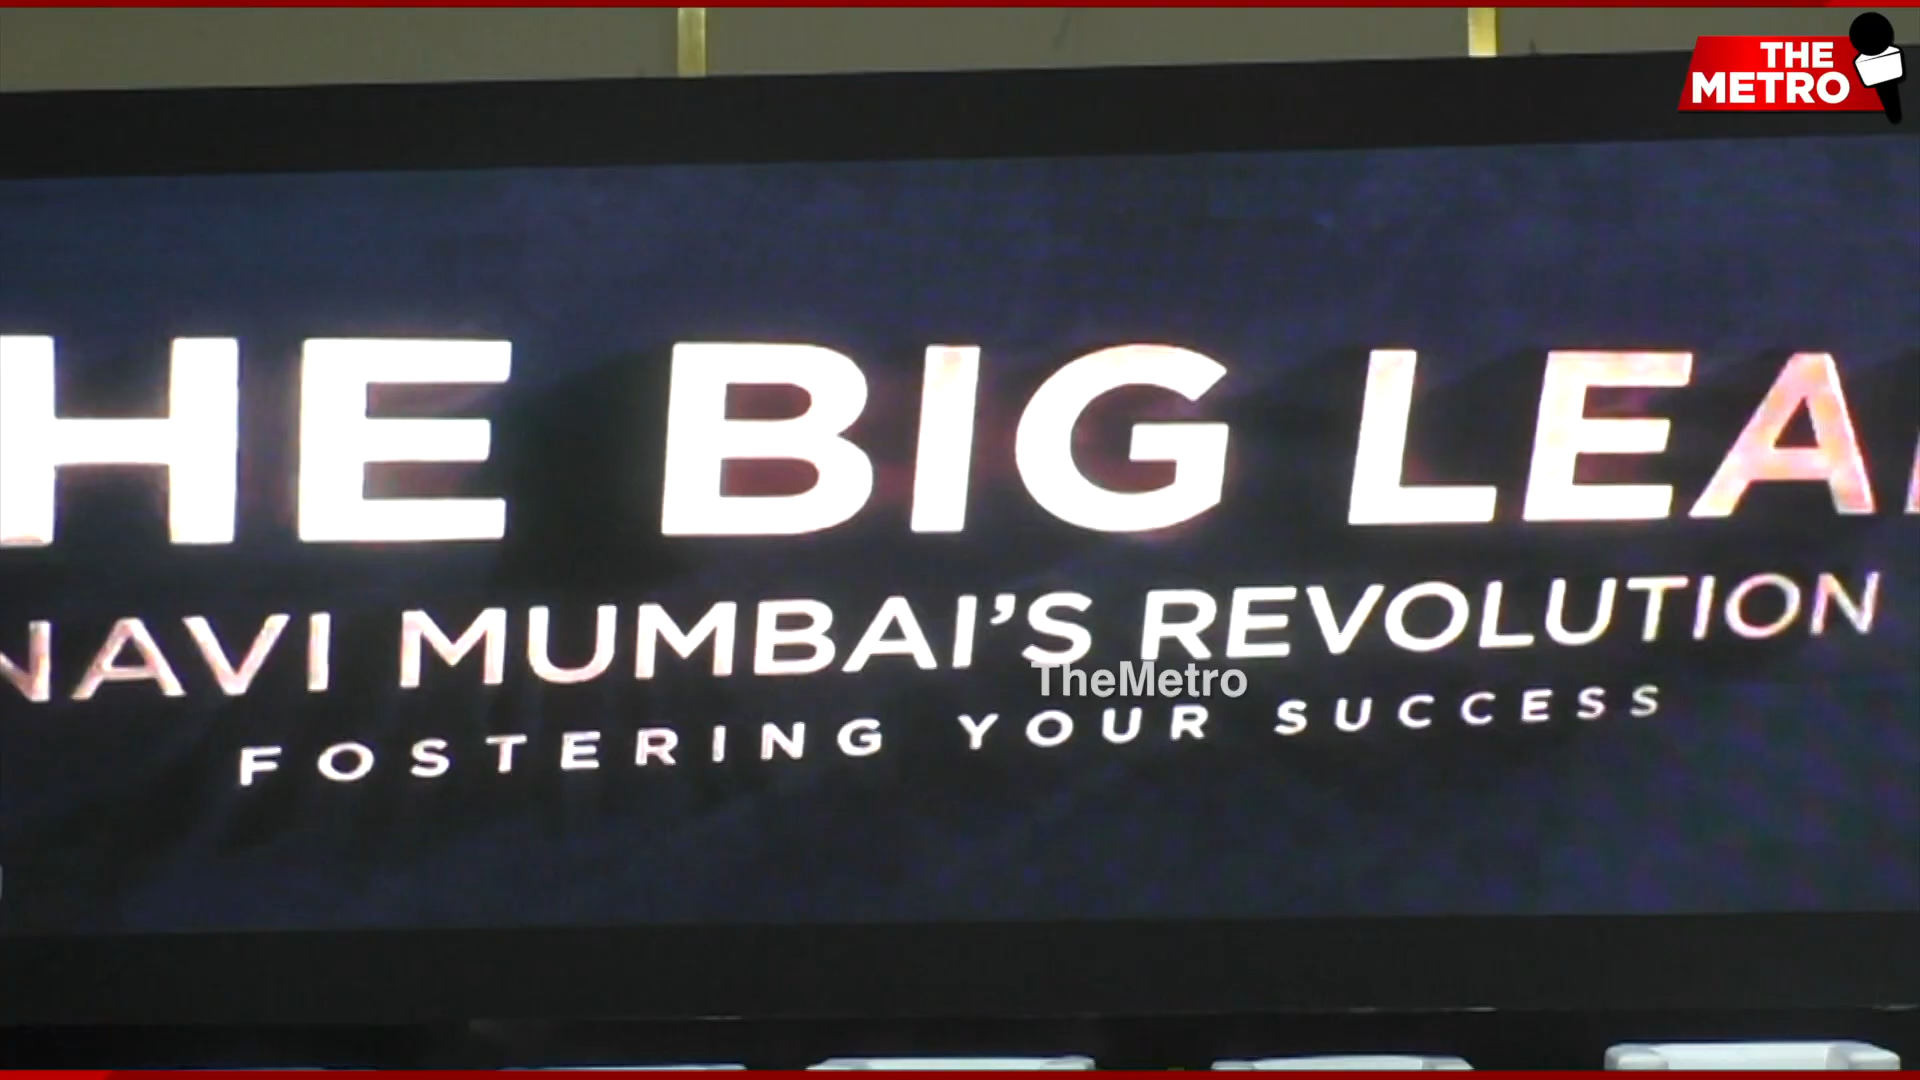 THE
METRO
HE BIG LEA
NAVI MUMBAI'S REVOLUTION
TheMetro
FOSTERING YOUR SUCCESS